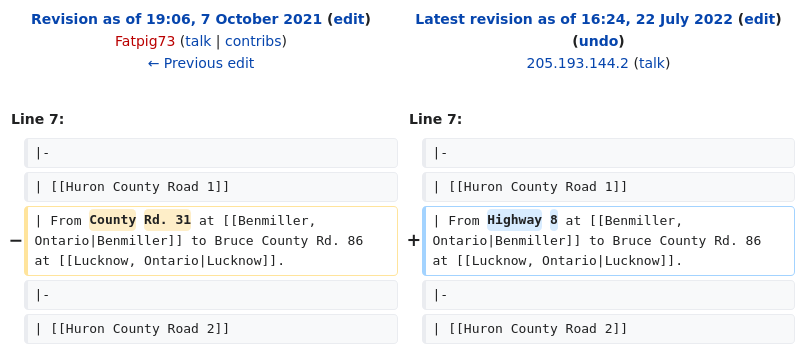 Revision as of 19:06, 7 October 2021 (edit)
Fatpig73 (talk | contribs)
← Previous edit
Latest revision as of 16:24, 22 July 2022 (edit)
(undo)
205.193.144.2 (talk)
Line 7:
|-
| [[Huron County Road 1]]
− | From County Rd. 31 at [[Benmiller,
Ontario|Benmiller]] to Bruce County Rd. 86
at [[Lucknow, Ontario|Lucknow]].
|-
| [[Huron County Road 2]]
Line 7:
|-
| [[Huron County Road 1]]
+ | From Highway 8 at [[Benmiller,
Ontario|Benmiller]] to Bruce County Rd. 86
at [[Lucknow, Ontario|Lucknow]].
|-
| [[Huron County Road 2]]